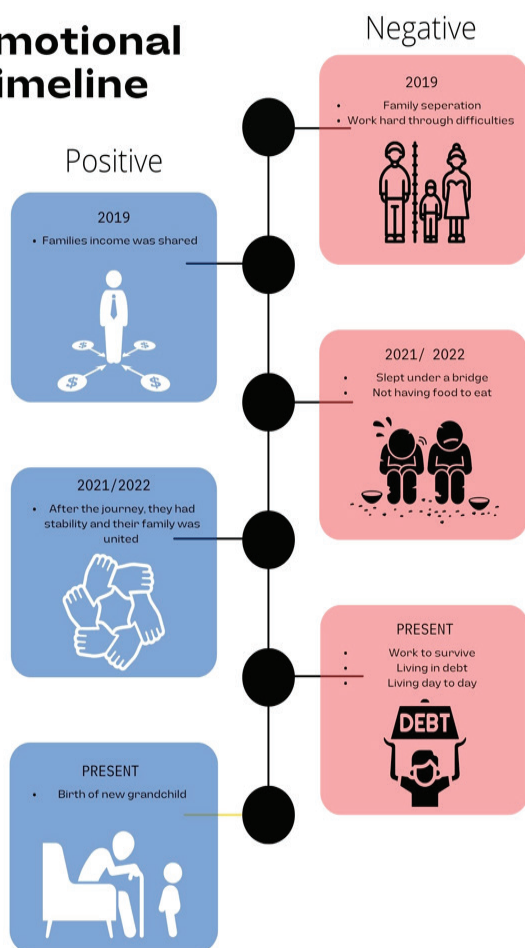 motional
imeline
Negative
2019
• Family seperation
• Work hard through difficulties
Positive
2019
• Families income was shared
$ $
$ $
2021/ 2022
• Slept under a bridge
• Not having food to eat
2021/2022
• After the journey, they had
stability and their family was
united
PRESENT
• Work to survive
• Living in debt
• Living day to day
DEBT
PRESENT
• Birth of new grandchild